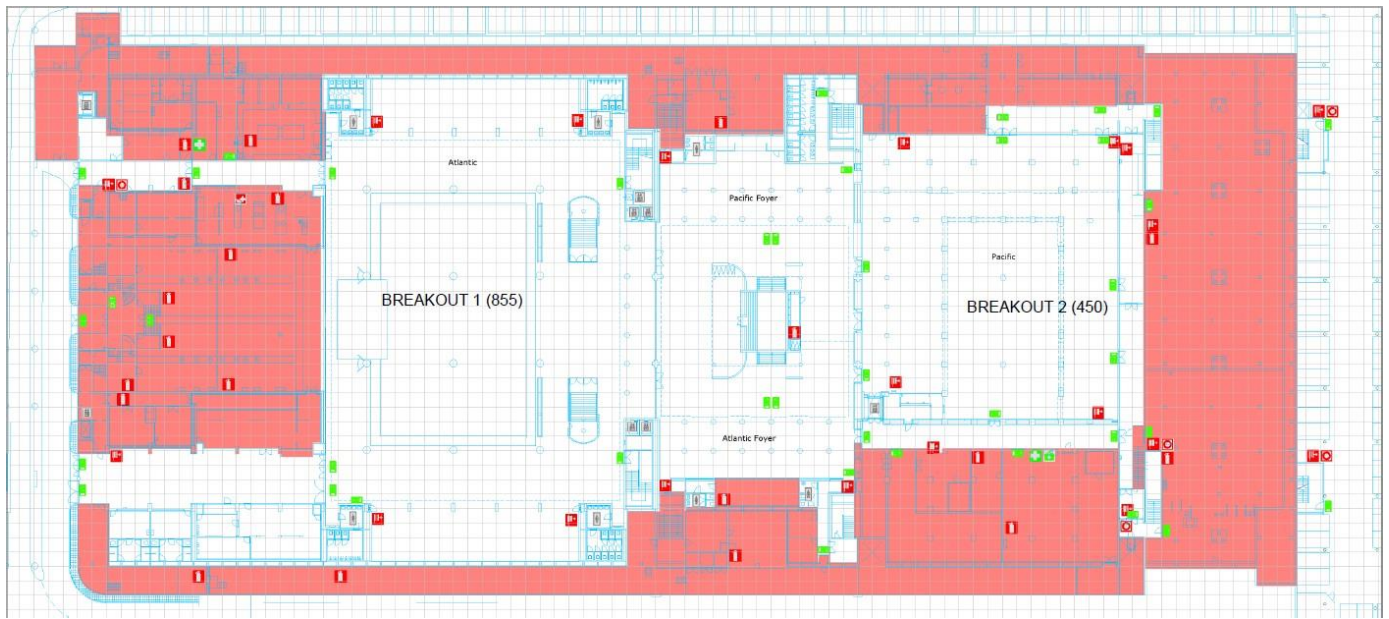 Atlantic
Pacific Foyer
Pacific
BREAKOUT 1 (855)
BREAKOUT 2 (450)
Atlantic Foyer